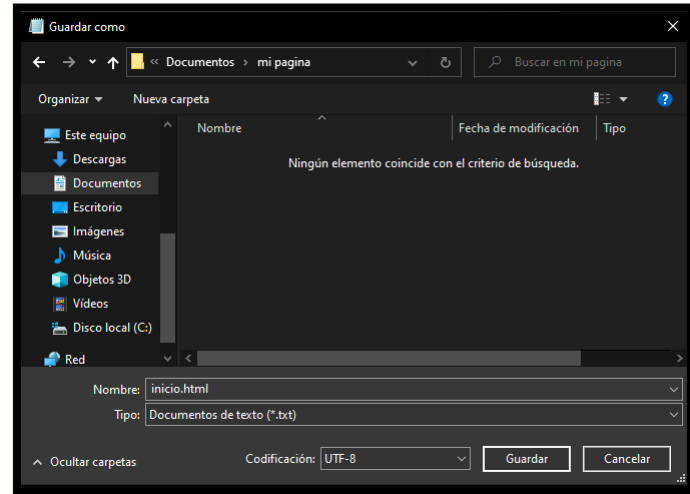 Guardar como
« Documentos › mi pagina
Buscar en mi pagina
Organizar
Nueva carpeta
?
Este equipo
Descargas
Documentos
Escritorio
Imágenes
Música
Objetos 3D
Vídeos
Disco local (C:)
Red
Nombre
Fecha de modificación
Tipo
Ningún elemento coincide con el criterio de búsqueda.
Nombre: inicio.html
Tipo: Documentos de texto (*.txt)
Ocultar carpetas
Codificación: UTF-8
Guardar
Cancelar